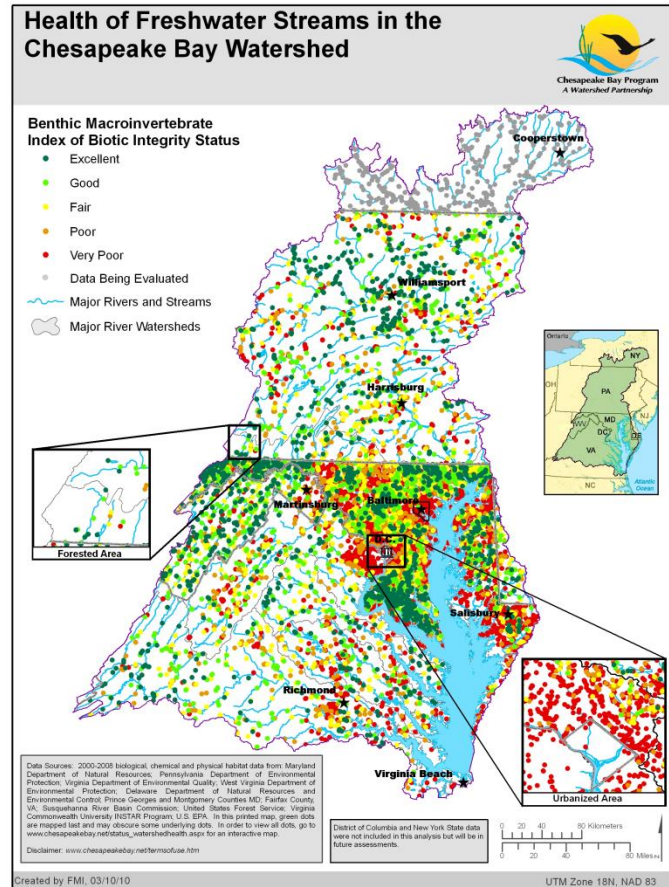 Health of Freshwater Streams in the
Chesapeake Bay Watershed
Chesapeake Bay Program
A Watershed Partnership
Benthic Macroinvertebrate
Index of Biotic Integrity Status
Excellent
Good
Fair
Poor
Very Poor
Data Being Evaluated
Major Rivers and Streams
Major River Watersheds
Cooperstown
Williamsport
Harrisburg
Ontario
NY
OH
PA
NJ
MD
WV
DE
DC
VA
NC
Atlantic
Ocean
Forested Area
Martinsburg
Baltimore
D.C.
Salisbury
Richmond
Virginia Beach
Urbanized Area
Data Sources: 2000-2008 biological, chemical and physical habitat data from: Maryland
Department of Natural Resources; Pennsylvania Department of Environmental
Protection; Virginia Department of Environmental Quality; West Virginia Department of
Environmental Protection; Delaware Department of Natural Resources and
Environmental Control; Prince Georges and Montgomery Counties MD; Fairfax County,
VA; Susquehanna River Basin Commission; United States Forest Service; Virginia
Commonwealth University INSTAR Program; U.S. EPA. In this printed map, green dots
are mapped last and may obscure some underlying dots. In order to view all dots, go to
www.chesapeakebay.net/status_watershedhealth.aspx for an interactive map.
Disclaimer: www.chesapeakebay.net/termsofuse.htm
District of Columbia and New York State data
were not included in this analysis but will be in
future assessments.
0 20 40 80 Kilometers
0 20 40 80 Miles
N
Created by FMI, 03/10/10
UTM Zone 18N, NAD 83